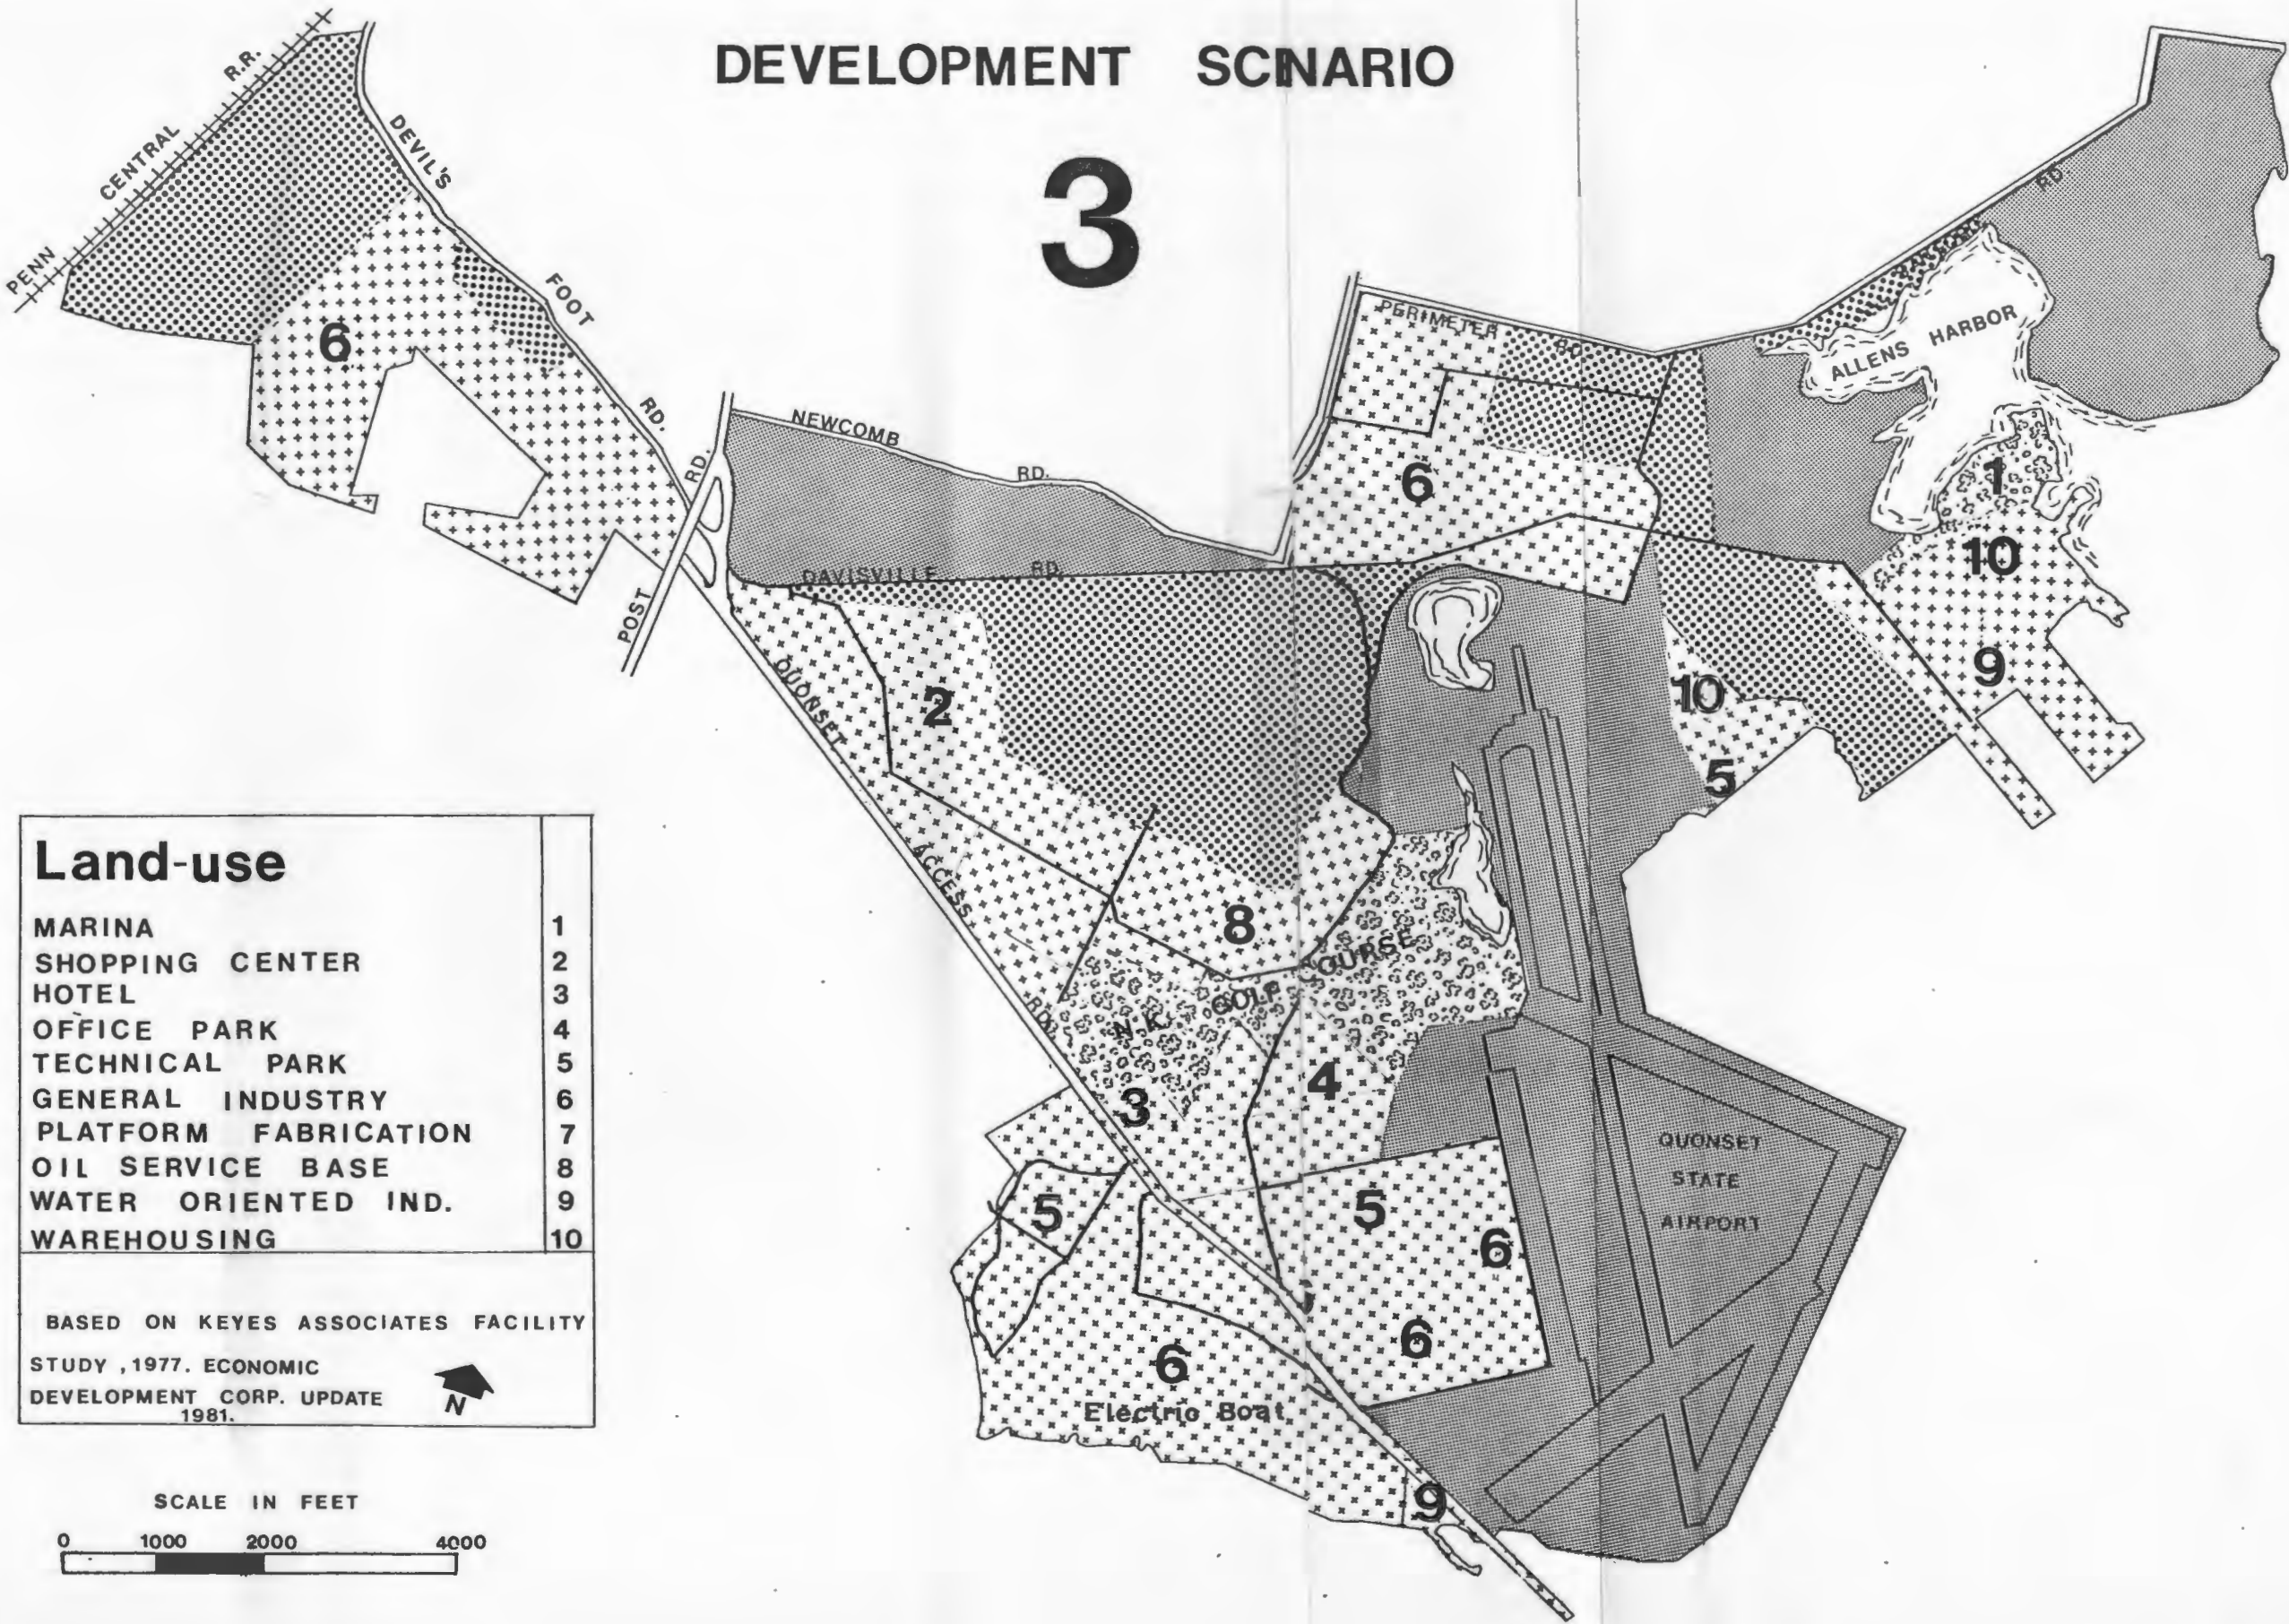 DEVELOPMENT SCINARIO
3
PENN CENTRAL R.R.
DEVIL'S FOOT RD.
6
POST RD.
NEWCOMB RD.
DAVISVILLE RD.
PERIMETER RD.
6
RD.
ALLENS HARBOR
1
10
9
10
5
2
QUONSET ACCESS RD.
8
N.K. GOLF COURSE
3
4
5
5
6
6
6
Electric Boat
9
QUONSET
STATE
AIRPORT
Land-use
MARINA 1
SHOPPING CENTER 2
HOTEL 3
OFFICE PARK 4
TECHNICAL PARK 5
GENERAL INDUSTRY 6
PLATFORM FABRICATION 7
OIL SERVICE BASE 8
WATER ORIENTED IND. 9
WAREHOUSING 10
BASED ON KEYES ASSOCIATES FACILITY
STUDY , 1977. ECONOMIC
DEVELOPMENT CORP. UPDATE
1981.
N
SCALE IN FEET
0 1000 2000 4000